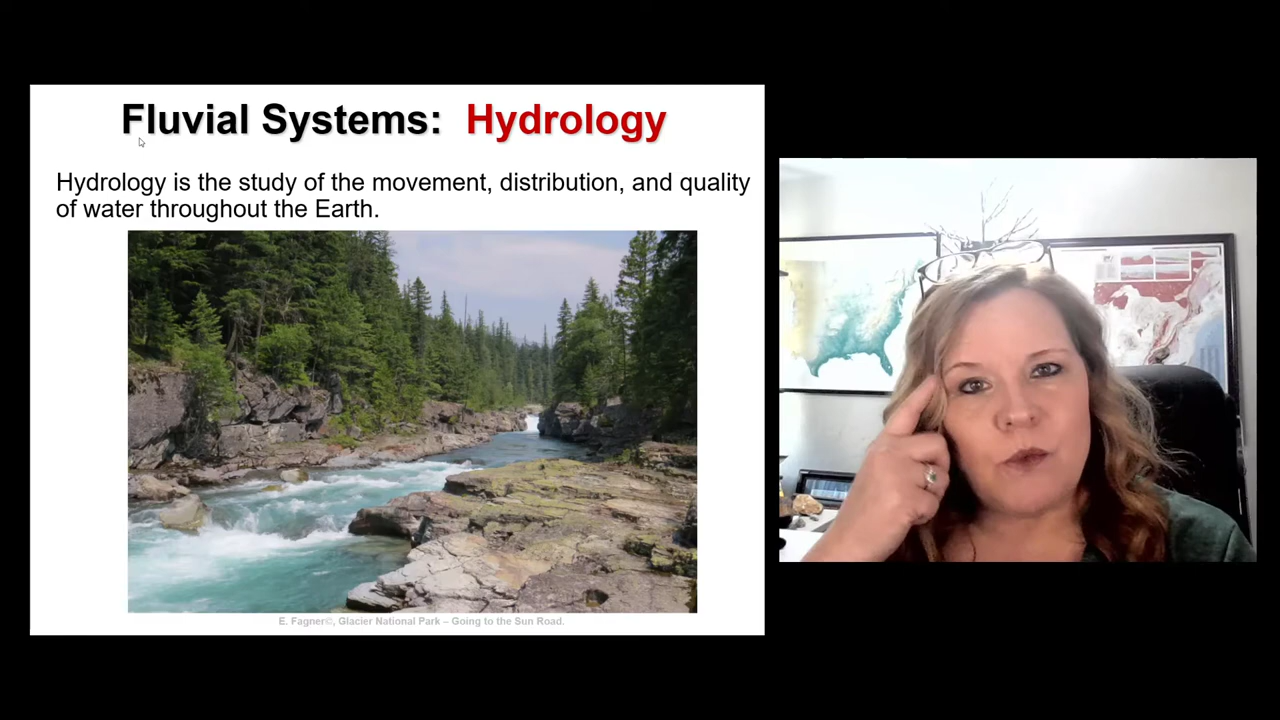 Fluvial Systems: Hydrology
Hydrology is the study of the movement, distribution, and quality
of water throughout the Earth.
E. Fagner©, Glacier National Park – Going to the Sun Road.